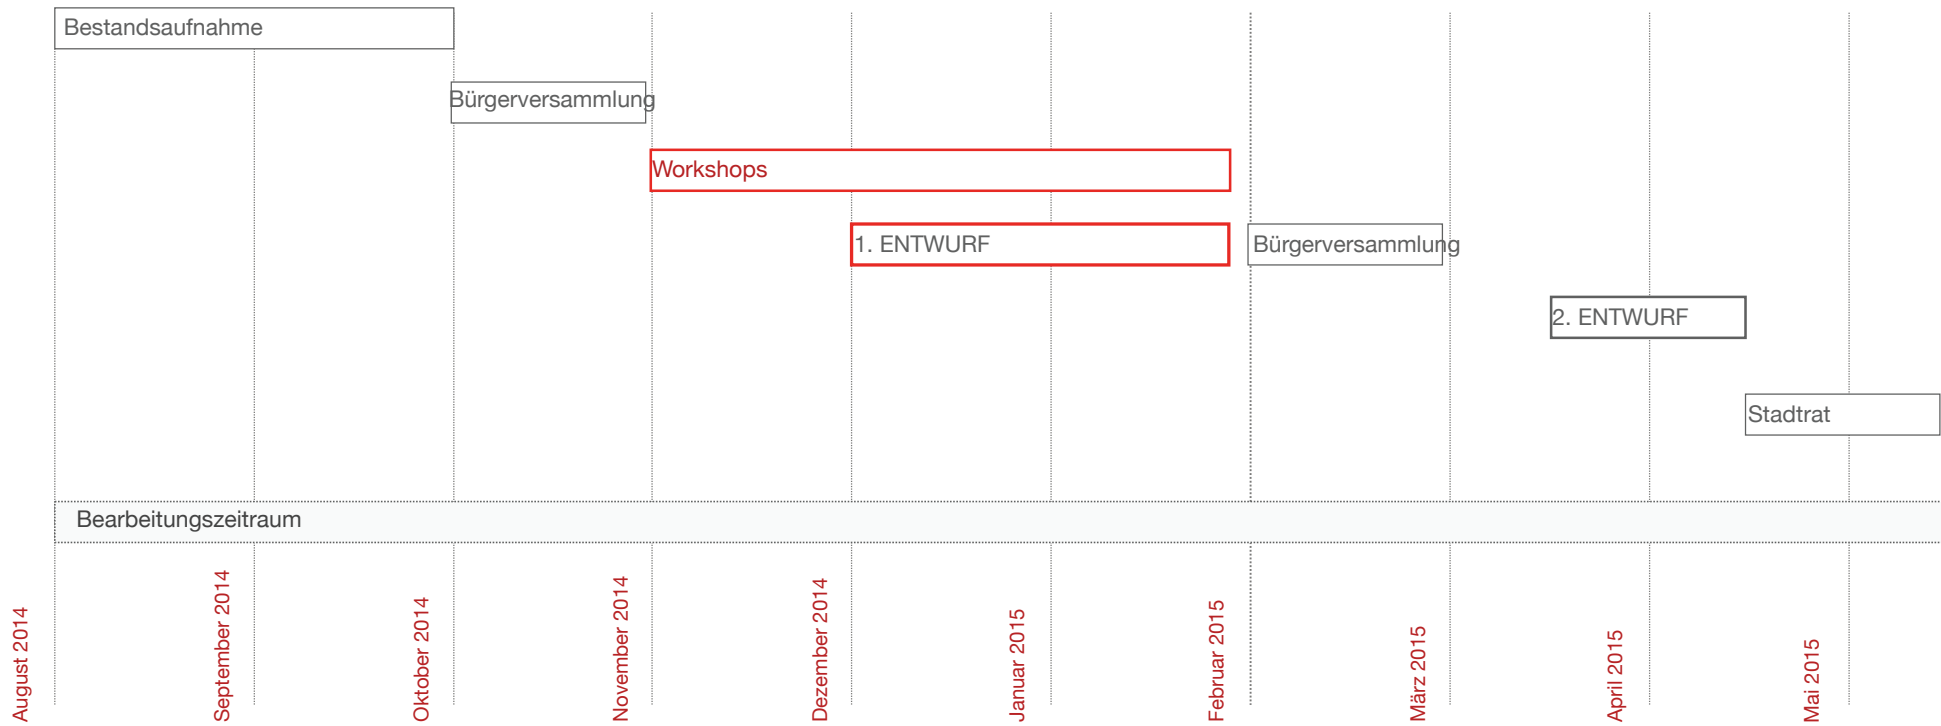 Bestandsaufnahme
Bürgerversammlung
Workshops
1. ENTWURF
Bürgerversammlung
2. ENTWURF
Stadtrat
Bearbeitungszeitraum
August 2014
September 2014
Oktober 2014
November 2014
Dezember 2014
Januar 2015
Februar 2015
März 2015
April 2015
Mai 2015